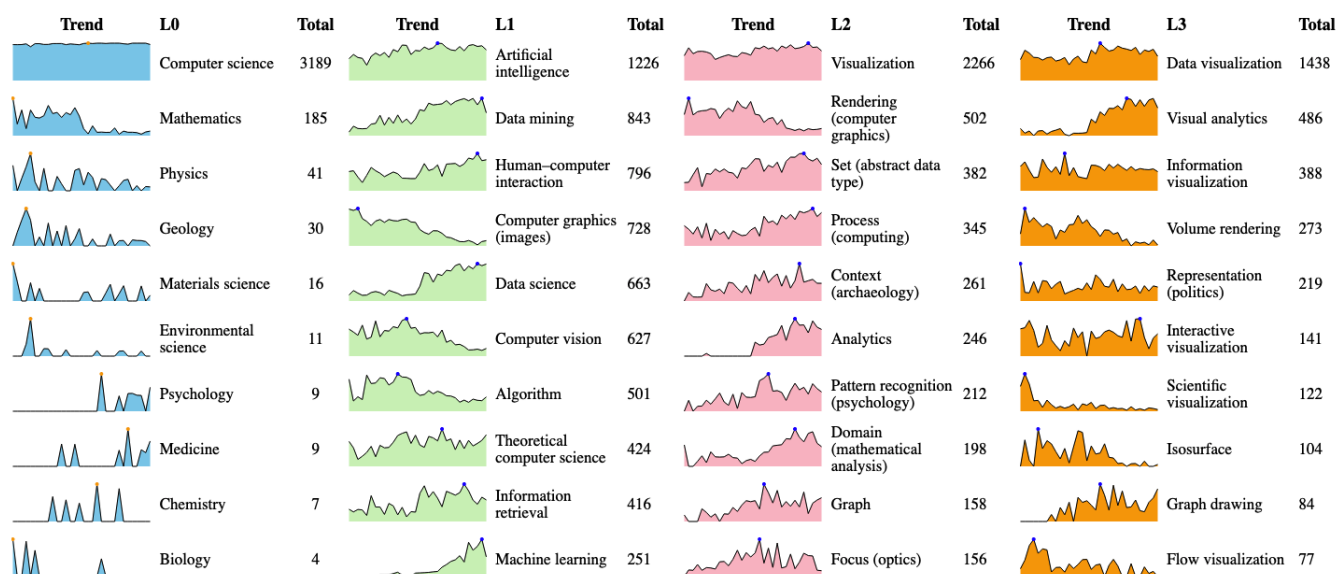 Trend L0 Total Trend L1 Total Trend L2 Total Trend L3 Total
Computer science 3189
Artificial
intelligence 1226
Visualization 2266
Data visualization 1438
Mathematics 185
Data mining 843
Rendering
(computer
graphics) 502
Visual analytics 486
Physics 41
Human–computer
interaction 796
Set (abstract data
type) 382
Information
visualization 388
Geology 30
Computer graphics
(images) 728
Process
(computing) 345
Volume rendering 273
Materials science 16
Data science 663
Context
(archaeology) 261
Representation
(politics) 219
Environmental
science 11
Computer vision 627
Analytics 246
Interactive
visualization 141
Psychology 9
Algorithm 501
Pattern recognition
(psychology) 212
Scientific
visualization 122
Medicine 9
Theoretical
computer science 424
Domain
(mathematical
analysis) 198
Isosurface 104
Chemistry 7
Information
retrieval 416
Graph 158
Graph drawing 84
Biology 4
Machine learning 251
Focus (optics) 156
Flow visualization 77